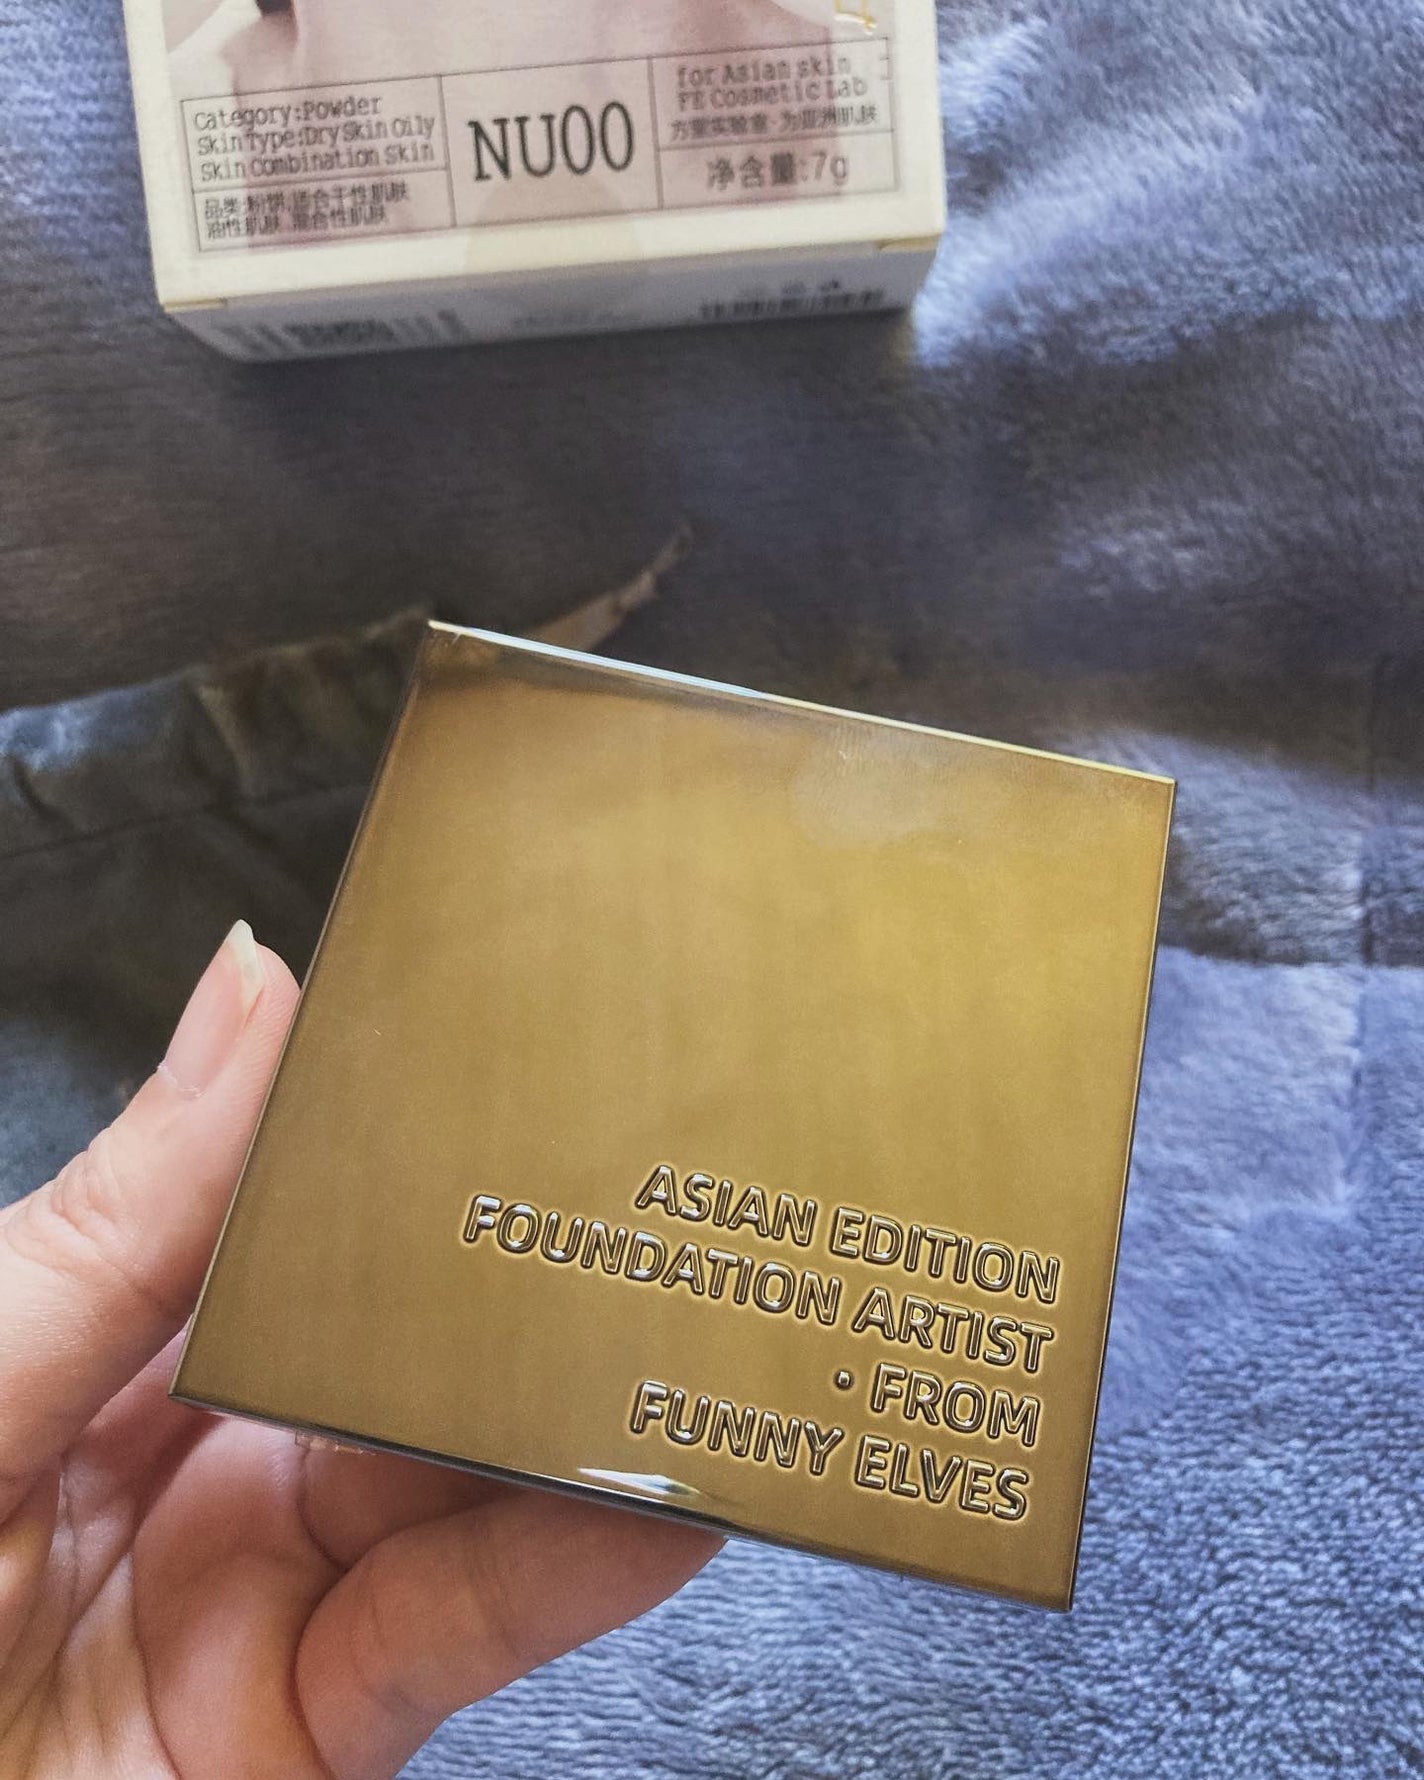 Category:Powder
Skin Type:Dry Skin Oily
Skin Combination Skin
品类:粉饼:适合干性肌肤
油性肌肤 混合性肌肤
NU00
for Asian skin
FE Cosmetic Lab
方里实验室·为亚洲肌肤
净含量:7g
ASIAN EDITION
FOUNDATION ARTIST
· FROM
FUNNY ELVES